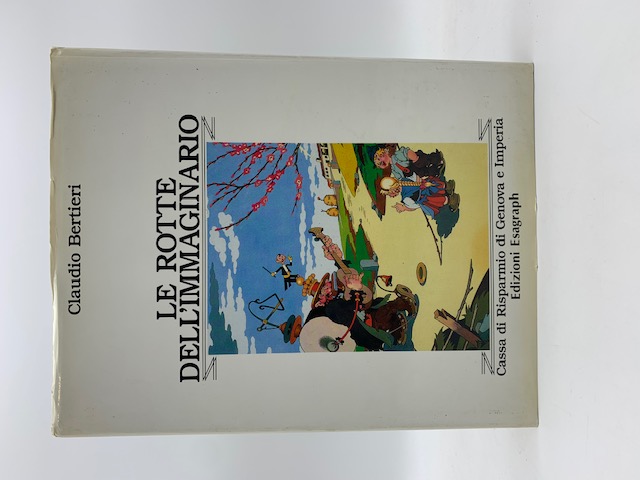 Claudio Bertieri
LE ROTTE
DELL'IMMAGINARIO
Cassa di Risparmio di Genova e Imperia
Edizioni Esagraph